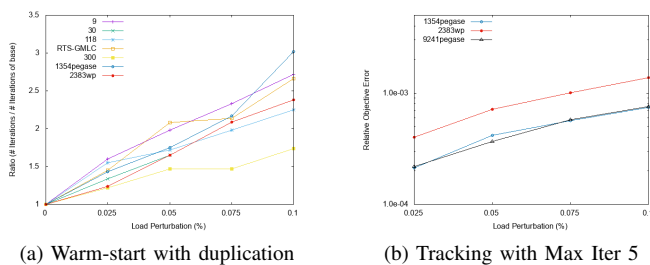 3.5
3
2.5
2
1.5
1
0
0.025
0.05
0.075
0.1
Ratio (# Iterations / # Iterations of base)
Load Perturbation (%)
9
30
118
RTS-GMLC
300
1354pegase
2383wp
(a) Warm-start with duplication
1.0e-03
1.0e-04
0.025
0.05
0.075
0.1
Relative Objective Error
Load Perturbation (%)
1354pegase
2383wp
9241pegase
(b) Tracking with Max Iter 5